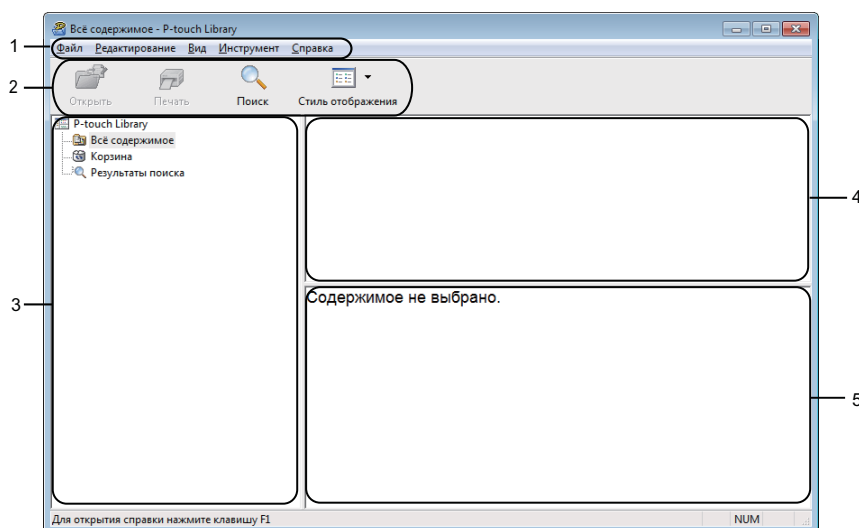 Всё содержимое - P-touch Library
1
Файл Редактирование Вид Инструмент Справка
2
Открыть Печать Поиск Стиль отображения
P-touch Library
Всё содержимое
Корзина
Результаты поиска
4
3
Содержимое не выбрано.
5
Для открытия справки нажмите клавишу F1 NUM